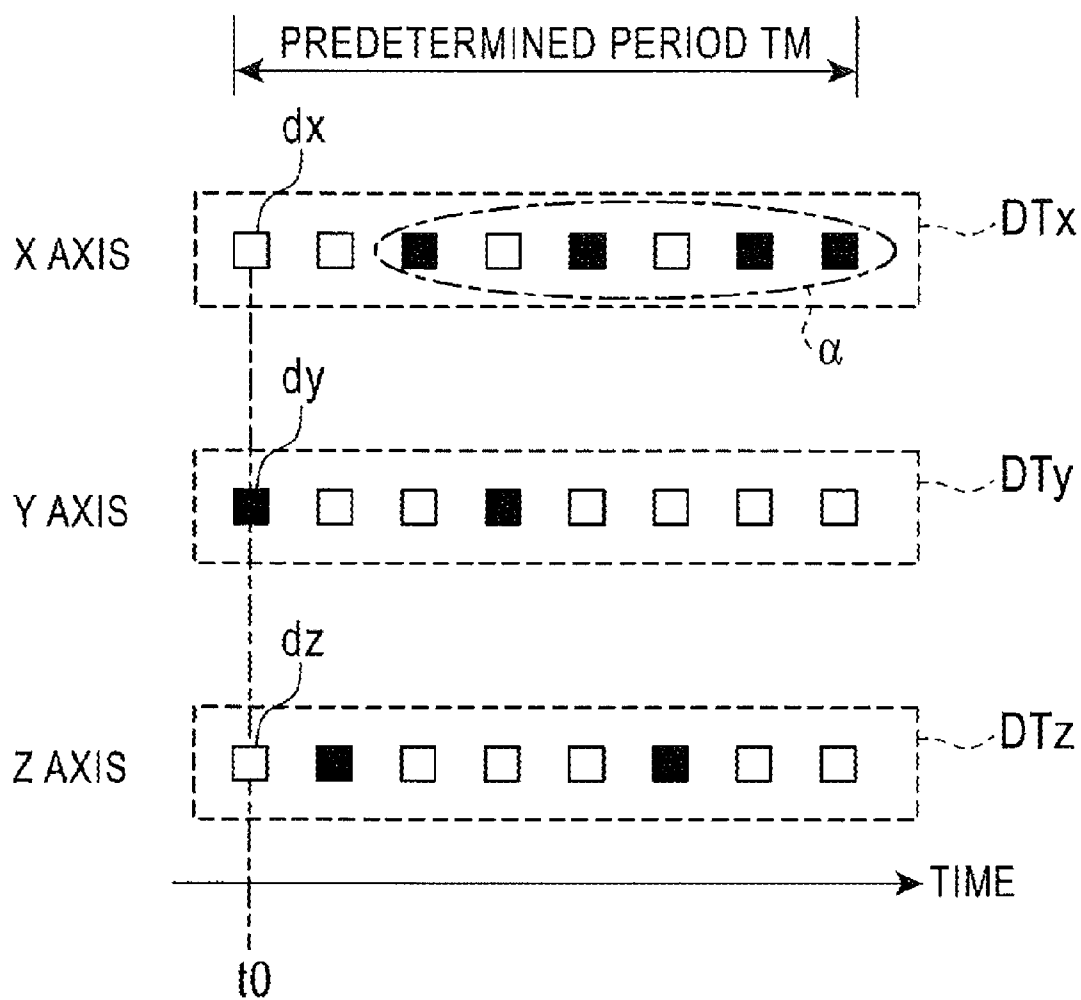 PREDETERMINED PERIOD TM
dx
X AXIS
DTx
α
dy
Y AXIS
DTy
dz
Z AXIS
DTz
TIME
t0